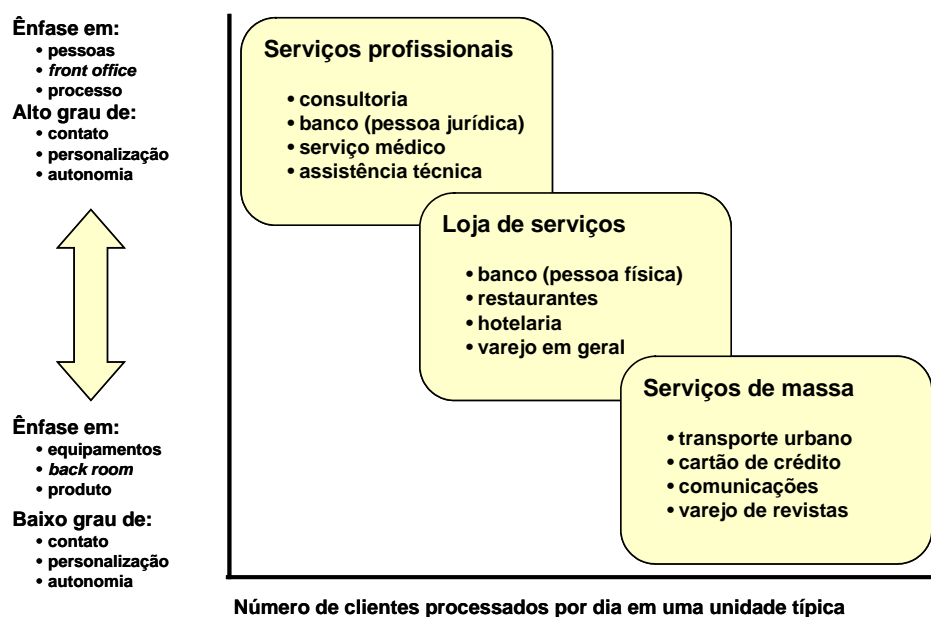 Ênfase em:
• pessoas
• front office
• processo
Alto grau de:
• contato
• personalização
• autonomia
Ênfase em:
• equipamentos
• back room
• produto
Baixo grau de:
• contato
• personalização
• autonomia
Serviços profissionais
• consultoria
• banco (pessoa jurídica)
• serviço médico
• assistência técnica
Loja de serviços
• banco (pessoa física)
• restaurantes
• hotelaria
• varejo em geral
Serviços de massa
• transporte urbano
• cartão de crédito
• comunicações
• varejo de revistas
Número de clientes processados por dia em uma unidade típica